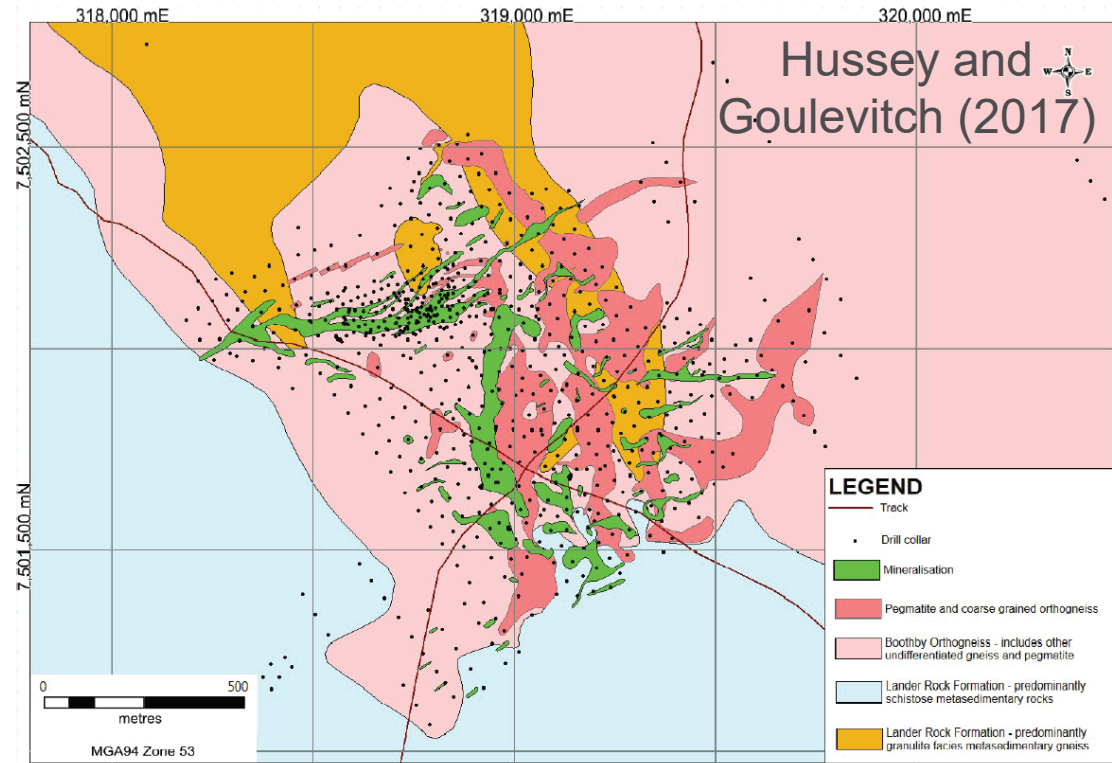 318,000 mE
319,000 mE
320,000 mE
Hussey and
Goulevitch (2017)
N
W
E
S
7,502,500 mN
7,501,500 mN
LEGEND
Track
Drill collar
Mineralisation
Pegmatite and coarse grained orthogneiss
Boothby Orthogneiss - includes other
undifferentiated gneiss and pegmatite
Lander Rock Formation - predominantly
schistose metasedimentary rocks
Lander Rock Formation - predominantly
granulite facies metasedimentary gneiss
0
500
metres
MGA94 Zone 53